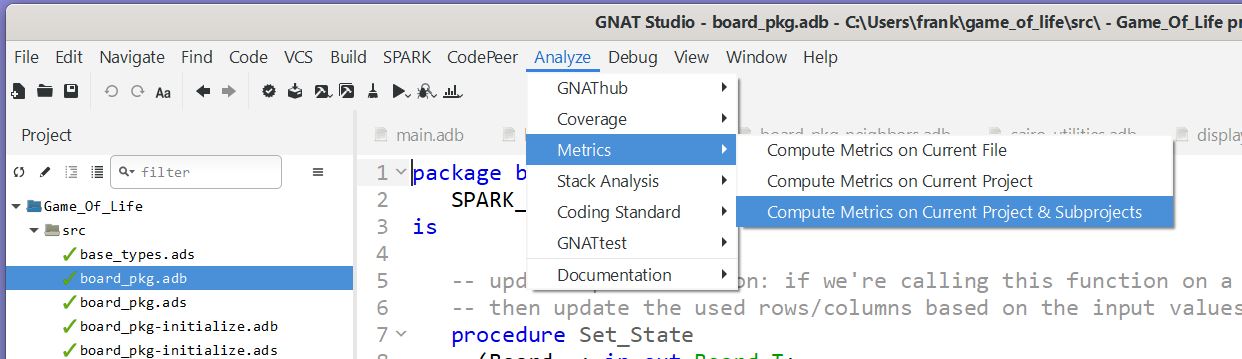 GNAT Studio - board_pkg.adb - C:\Users\frank\game_of_life\src\ - Game_Of_Life pr
File Edit Navigate Find Code VCS Build SPARK CodePeer Analyze Debug View Window Help
Aa
GNAThub
Coverage
Metrics
Stack Analysis
Coding Standard
GNATtest
Documentation
Compute Metrics on Current File
Compute Metrics on Current Project
Compute Metrics on Current Project & Subprojects
Project
filter
Game_Of_Life
src
base_types.ads
board_pkg.adb
board_pkg.ads
board_pkg-initialize.adb
board_pkg-initialize.ads
main.adb board_pkg-neighbors.adb cairo_utilities.adb display
1 package b
2 SPARK_
3 is
4
5 -- upd on: if we're calling this function on a
6 -- then update the used rows/columns based on the input values
7 procedure Set_State
8 (Board : in out Board_T;